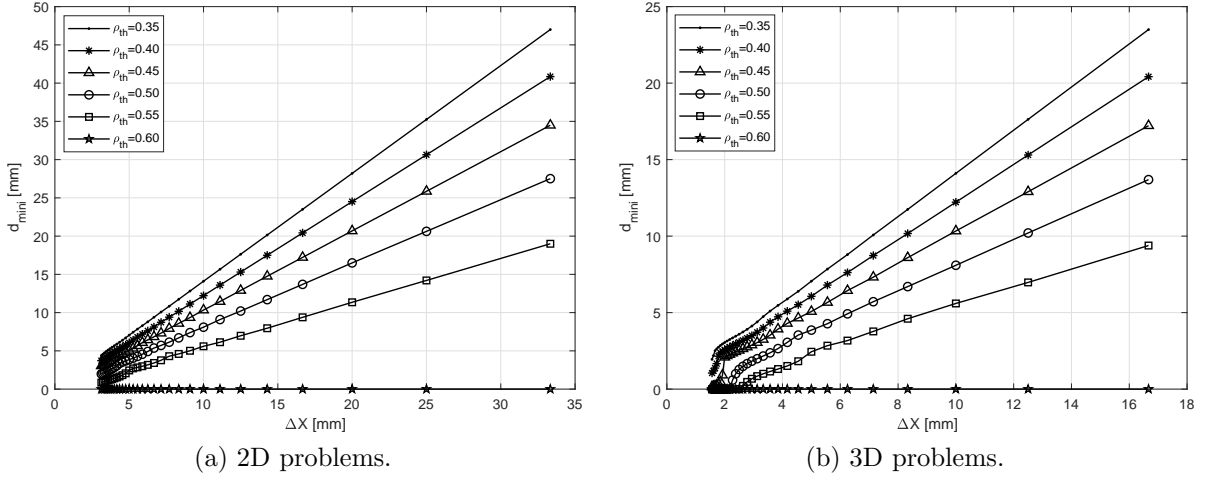 50
45
40
35
30
25
20
15
10
5
0
d_mini [mm]
ρ_th=0.35
ρ_th=0.40
ρ_th=0.45
ρ_th=0.50
ρ_th=0.55
ρ_th=0.60
0 5 10 15 20 25 30 35
ΔX [mm]
(a) 2D problems.
25
20
15
10
5
0
d_mini [mm]
ρ_th=0.35
ρ_th=0.40
ρ_th=0.45
ρ_th=0.50
ρ_th=0.55
ρ_th=0.60
0 2 4 6 8 10 12 14 16 18
ΔX [mm]
(b) 3D problems.